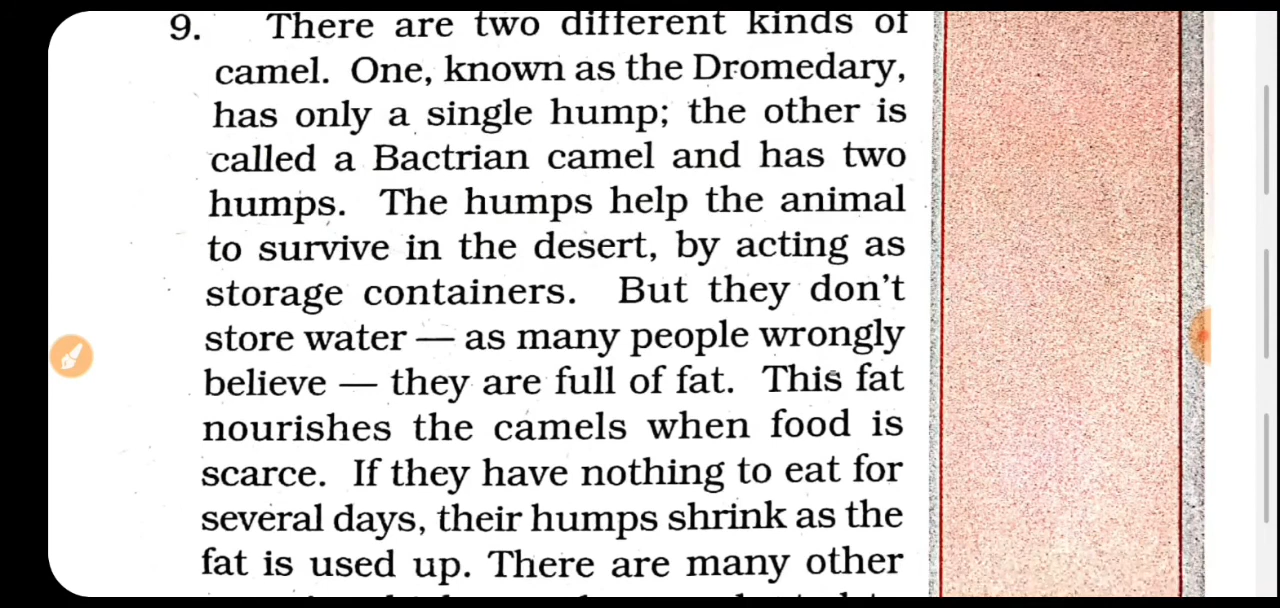 9. There are two different kinds of
camel. One, known as the Dromedary,
has only a single hump; the other is
called a Bactrian camel and has two
humps. The humps help the animal
to survive in the desert, by acting as
storage containers. But they don't
store water — as many people wrongly
believe — they are full of fat. This fat
nourishes the camels when food is
scarce. If they have nothing to eat for
several days, their humps shrink as the
fat is used up. There are many other